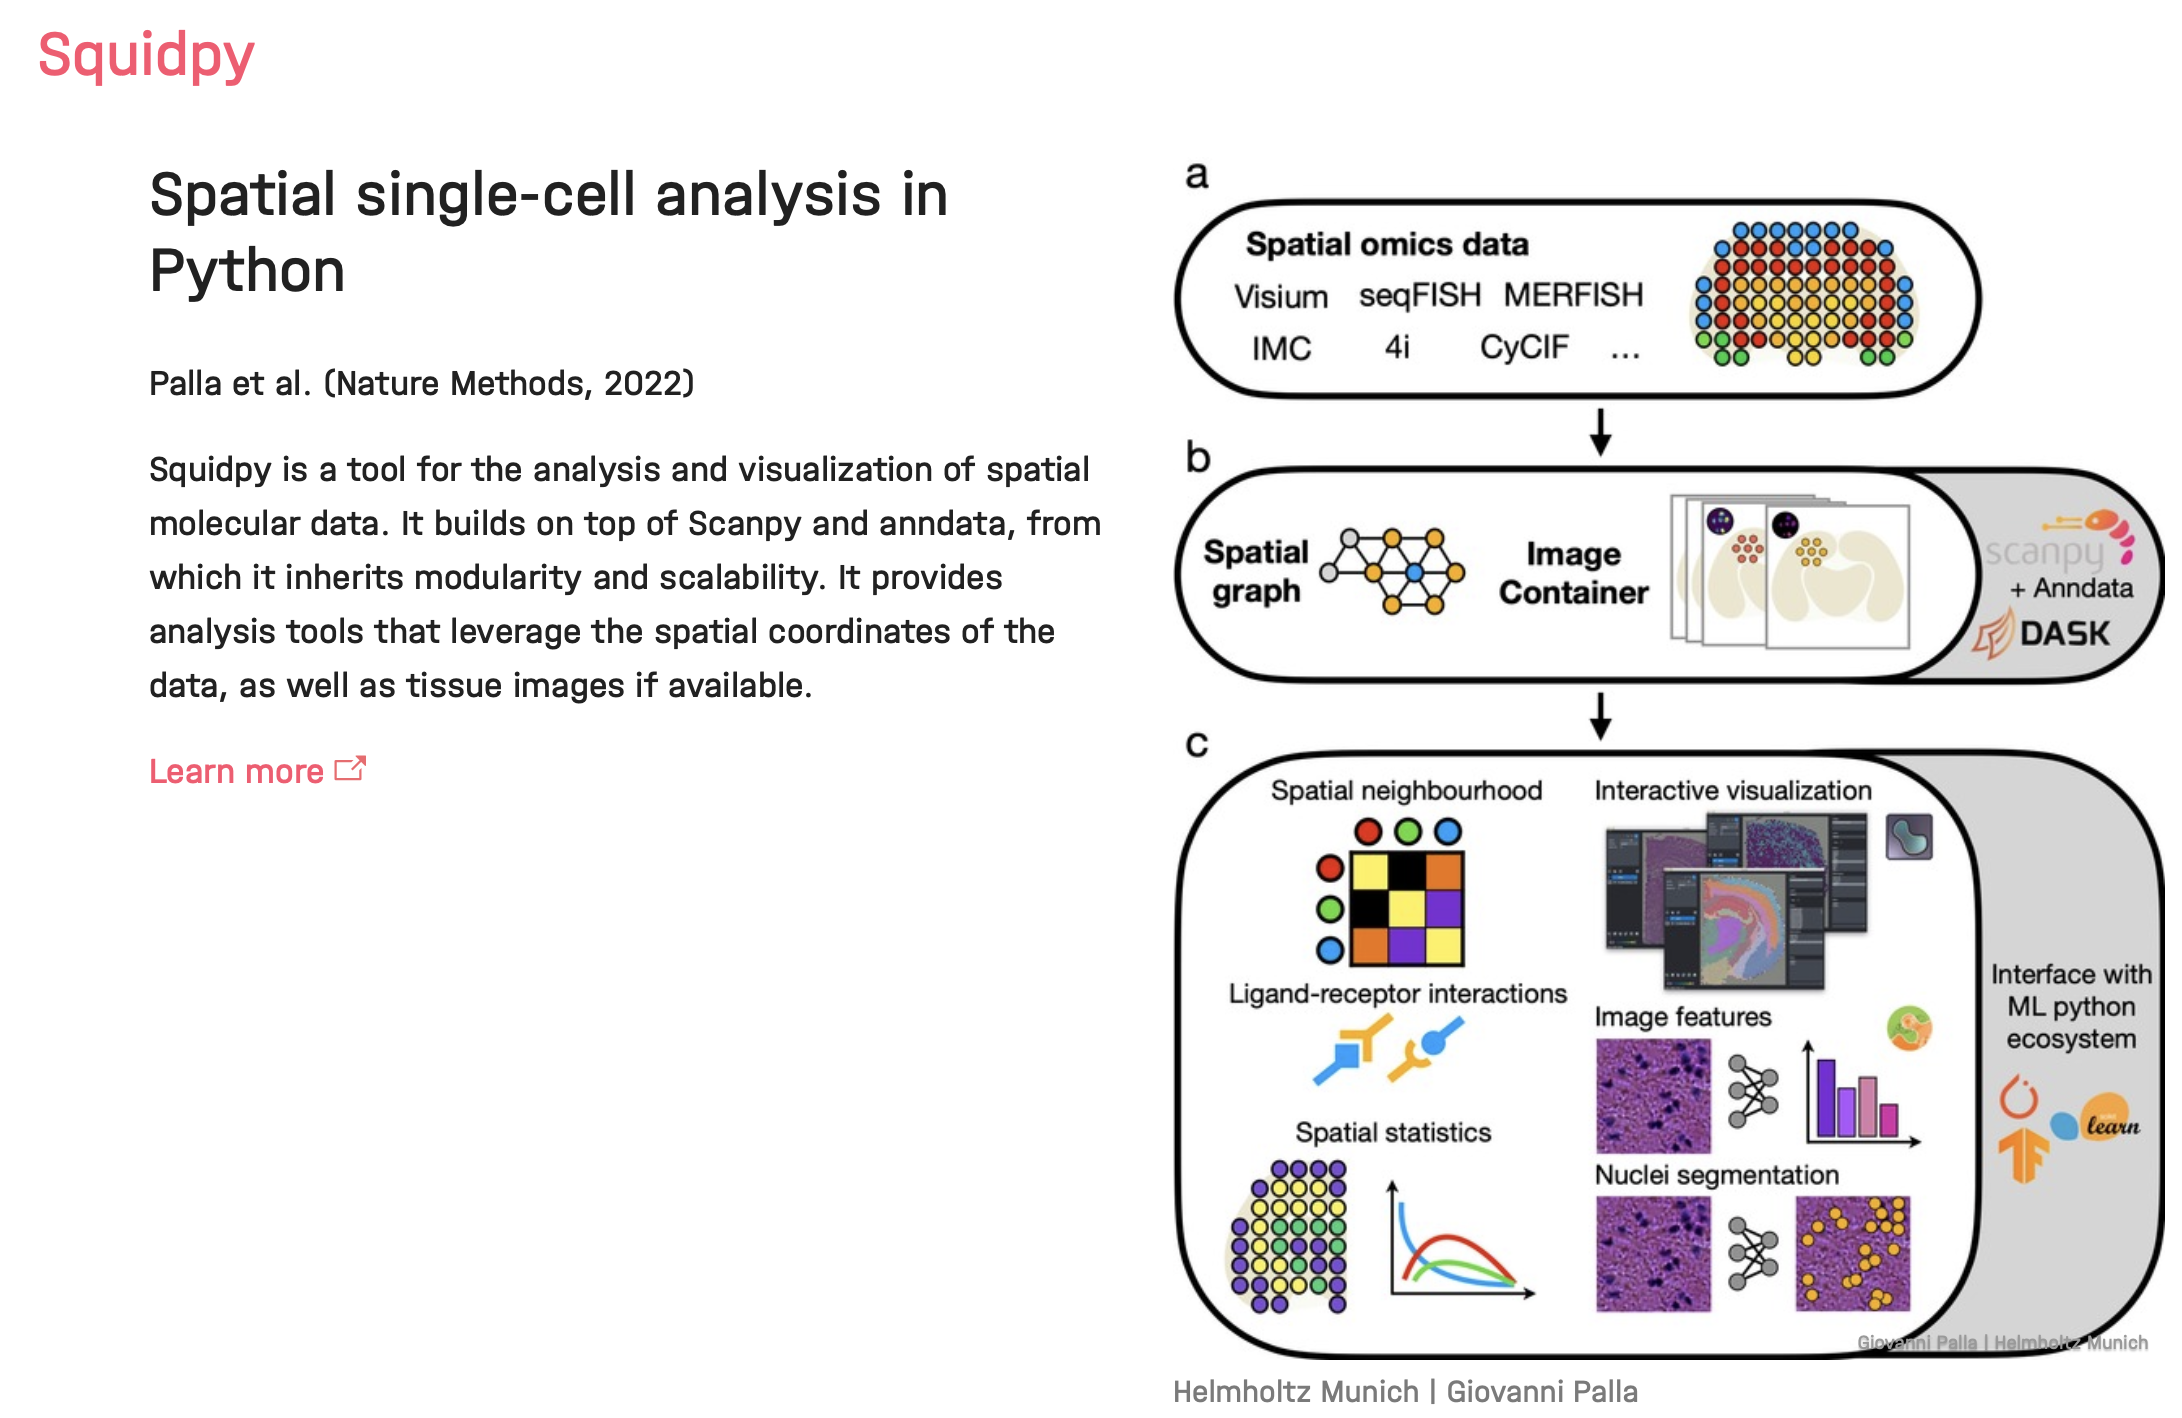 Squidpy
Spatial single-cell analysis in
Python
Palla et al. (Nature Methods, 2022)
Squidpy is a tool for the analysis and visualization of spatial
molecular data. It builds on top of Scanpy and anndata, from
which it inherits modularity and scalability. It provides
analysis tools that leverage the spatial coordinates of the
data, as well as tissue images if available.
Learn more
a
Spatial omics data
Visium seqFISH MERFISH
IMC 4i CyCIF ...
b
Spatial
graph
Image
Container
scanpy
+ Anndata
DASK
c
Spatial neighbourhood
Interactive visualization
Ligand-receptor interactions
Image features
Spatial statistics
Nuclei segmentation
Interface with
ML python
ecosystem
learn
Giovanni Palla | Helmholtz Munich
Helmholtz Munich | Giovanni Palla